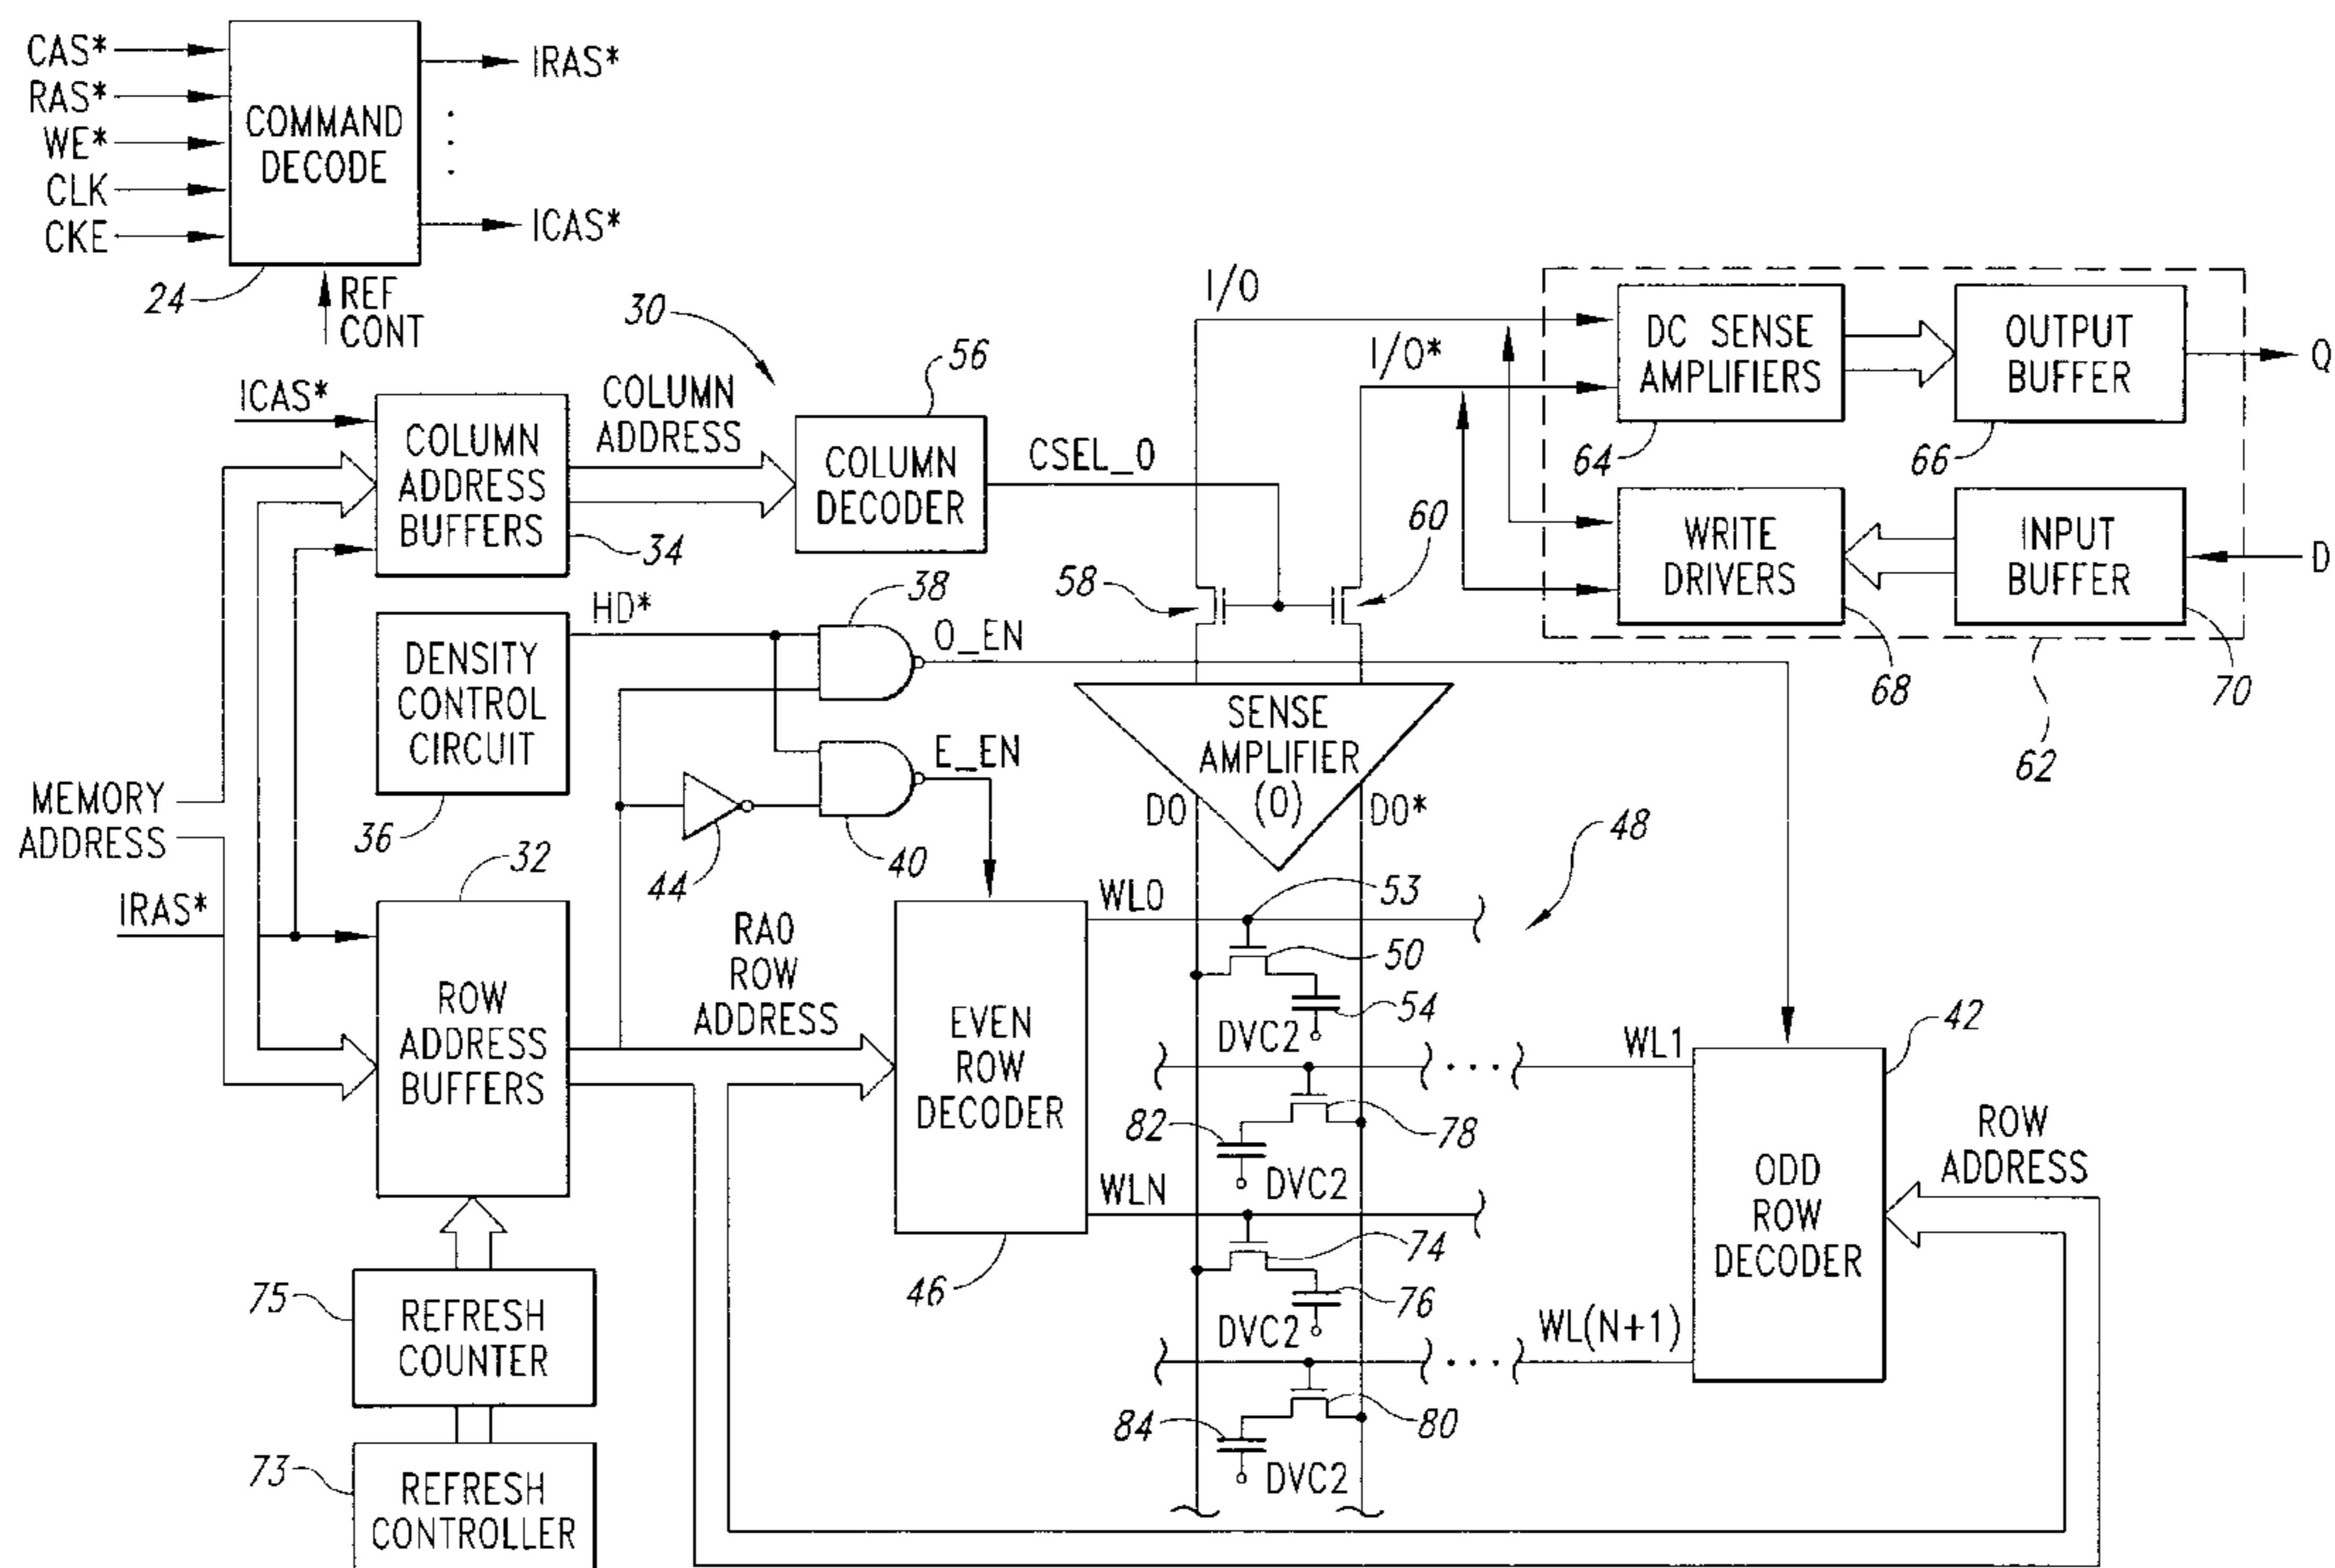 CAS*
RAS*
WE*
CLK
CKE
COMMAND
DECODE
IRAS*
ICAS*
24
REF
CONT
30
ICAS*
COLUMN
ADDRESS
BUFFERS
34
COLUMN
ADDRESS
56
COLUMN
DECODER
CSEL_0
I/O
I/O*
58
60
DC SENSE
AMPLIFIERS
64
OUTPUT
BUFFER
66
Q
WRITE
DRIVERS
68
INPUT
BUFFER
70
D
62
HD*
DENSITY
CONTROL
CIRCUIT
36
38
O_EN
E_EN
40
44
SENSE
AMPLIFIER
(0)
D0
D0*
48
MEMORY
ADDRESS
IRAS*
32
ROW
ADDRESS
BUFFERS
RA0
ROW
ADDRESS
EVEN
ROW
DECODER
46
WL0
53
50
54
DVC2
WL1
42
82
78
DVC2
WLN
74
76
DVC2
WL(N+1)
84
80
DVC2
ODD
ROW
DECODER
ROW
ADDRESS
75
REFRESH
COUNTER
73
REFRESH
CONTROLLER